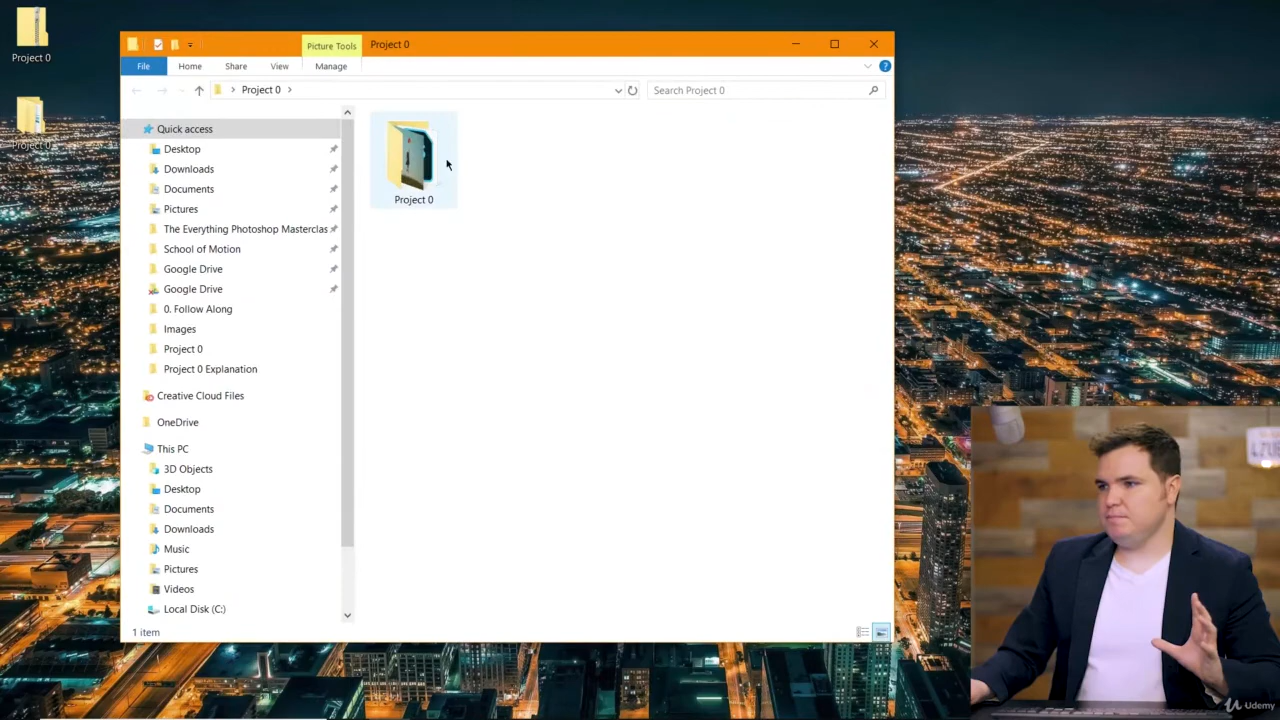 Project 0
Project 0
Picture Tools
Project 0
File
Home
Share
View
Manage
Project 0
Search Project 0
Quick access
Desktop
Downloads
Documents
Pictures
The Everything Photoshop Masterclas
School of Motion
Google Drive
Google Drive
0. Follow Along
Images
Project 0
Project 0 Explanation
Creative Cloud Files
OneDrive
This PC
3D Objects
Desktop
Documents
Downloads
Music
Pictures
Videos
Local Disk (C:)
Project 0
1 item
Udemy